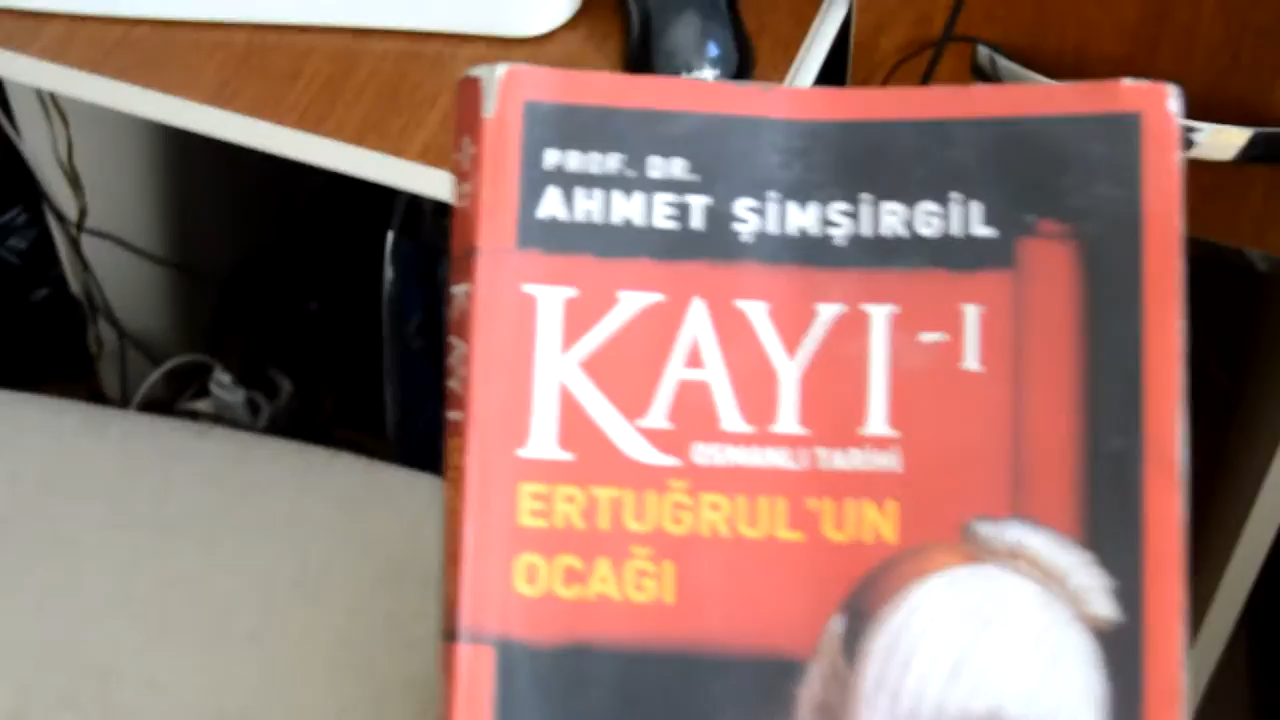 PROF. DR.
AHMET ŞİMŞİRGİL
KAYI -I
OSMANLI TARİHİ
ERTUĞRUL'UN
OCAĞI